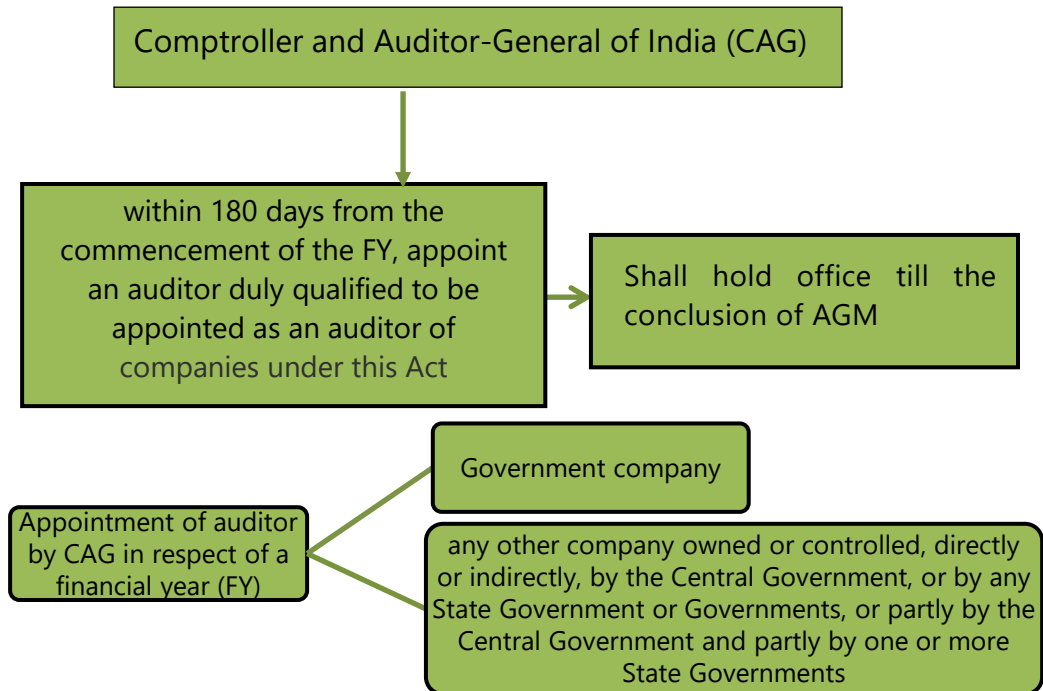 Comptroller and Auditor-General of India (CAG)
within 180 days from the
commencement of the FY, appoint
an auditor duly qualified to be
appointed as an auditor of
companies under this Act
Shall hold office till the
conclusion of AGM
Government company
Appointment of auditor
by CAG in respect of a
financial year (FY)
any other company owned or controlled, directly
or indirectly, by the Central Government, or by any
State Government or Governments, or partly by the
Central Government and partly by one or more
State Governments